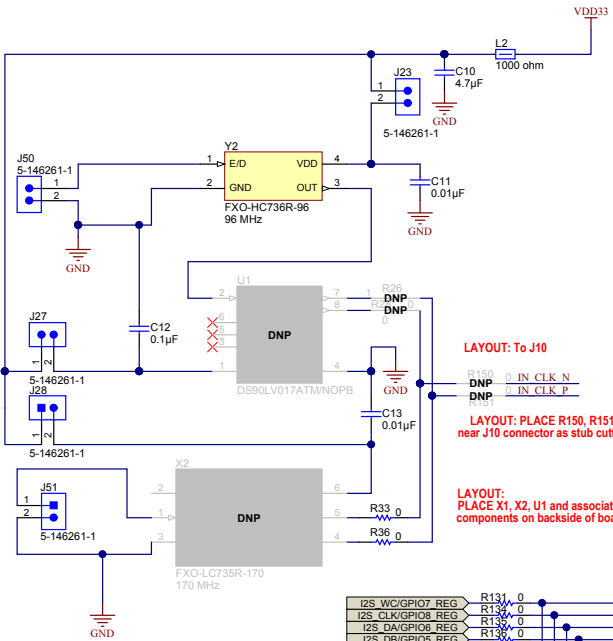 VDD33
L2
1000 ohm
J23
1
2
5-146261-1
C10
4.7µF
GND
J50
5-146261-1
1
2
GND
Y2
1 E/D VDD 4
2 GND OUT 3
FXO-HC736R-96
96 MHz
C11
0.01µF
GND
U1
2
7
8
6
5
3
1
4
DNP
DS90LV017ATM/NOPB
1 R26
DNP
0
DNP
0
C12
0.1µF
J27
1
2
5-146261-1
J28
1
2
5-146261-1
GND
C13
0.01µF
LAYOUT: To J10
R150 0 IN_CLK_N
DNP
DNP 0 IN_CLK_P
R151
LAYOUT: PLACE R150, R151
near J10 connector as stub cut
J51
1
2
5-146261-1
GND
X2
2
1
3
6
5
4
DNP
FXO-LC735R-170
170 MHz
R33 0
R36 0
LAYOUT:
PLACE X1, X2, U1 and associat
components on backside of boa
I2S_WC/GPIO7_REG R131 0
I2S_CLK/GPIO8_REG R134 0
I2S_DA/GPIO6_REG R135 0
I2S_DB/GPIO5_REG R136 0